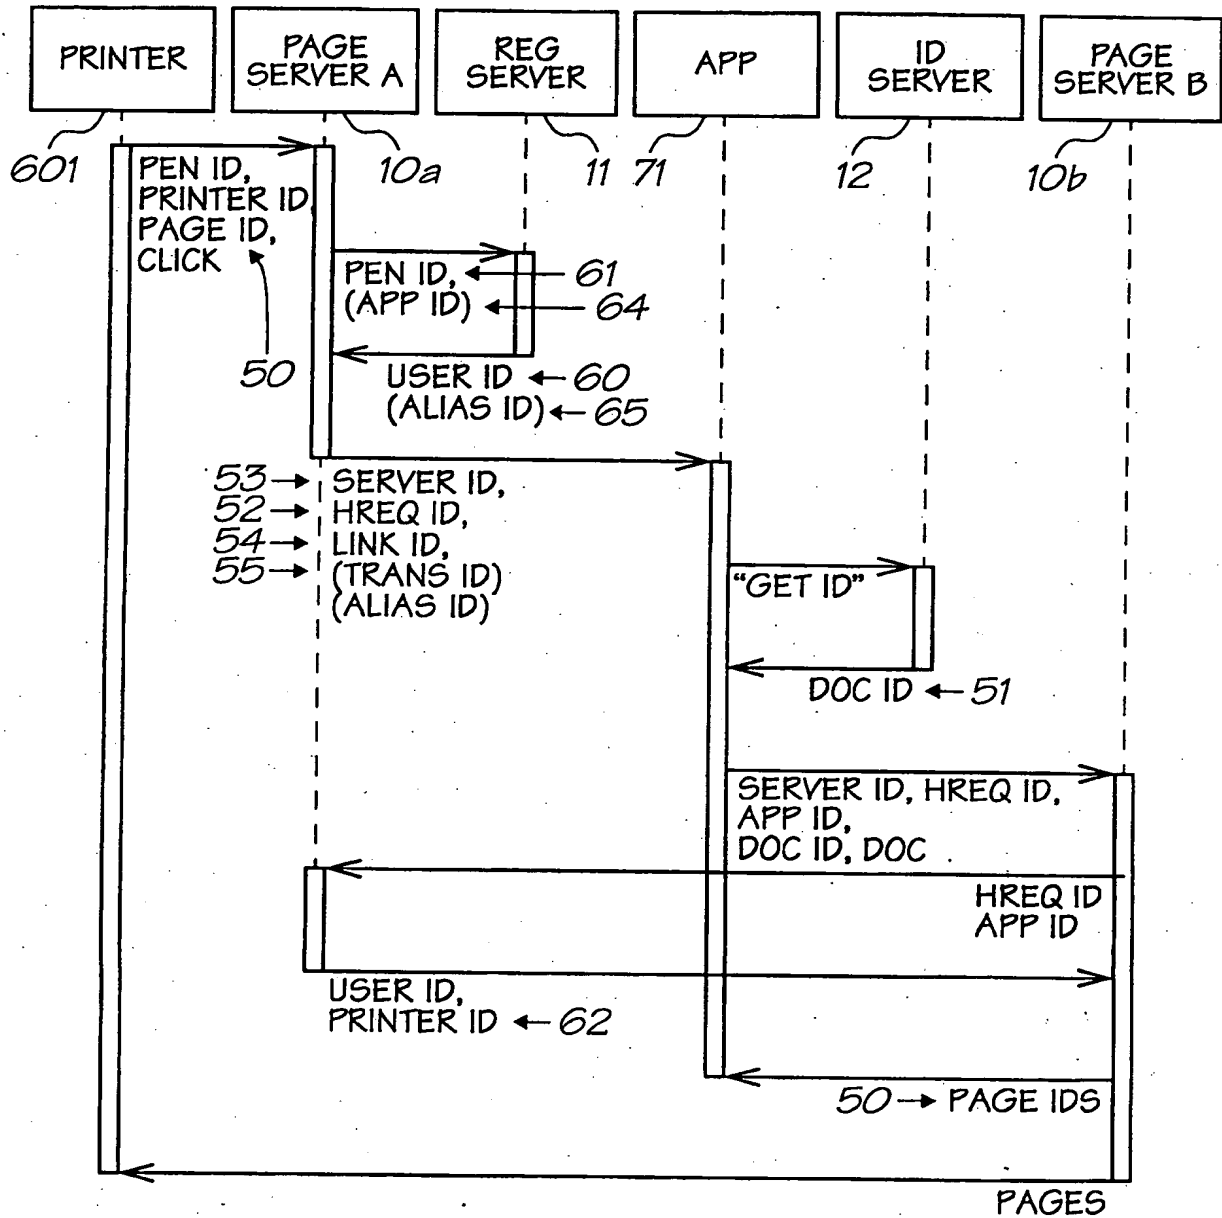 PRINTER
PAGE
SERVER A
REG
SERVER
APP
ID
SERVER
PAGE
SERVER B
601
10a
11
71
12
10b
PEN ID,
PRINTER ID,
PAGE ID,
CLICK
50
PEN ID, 61
(APP ID) 64
USER ID 60
(ALIAS ID) 65
53 SERVER ID,
52 HREQ ID,
54 LINK ID,
55 (TRANS ID)
(ALIAS ID)
“GET ID”
DOC ID 51
SERVER ID, HREQ ID,
APP ID,
DOC ID, DOC
HREQ ID
APP ID
USER ID,
PRINTER ID 62
50 PAGE IDS
PAGES